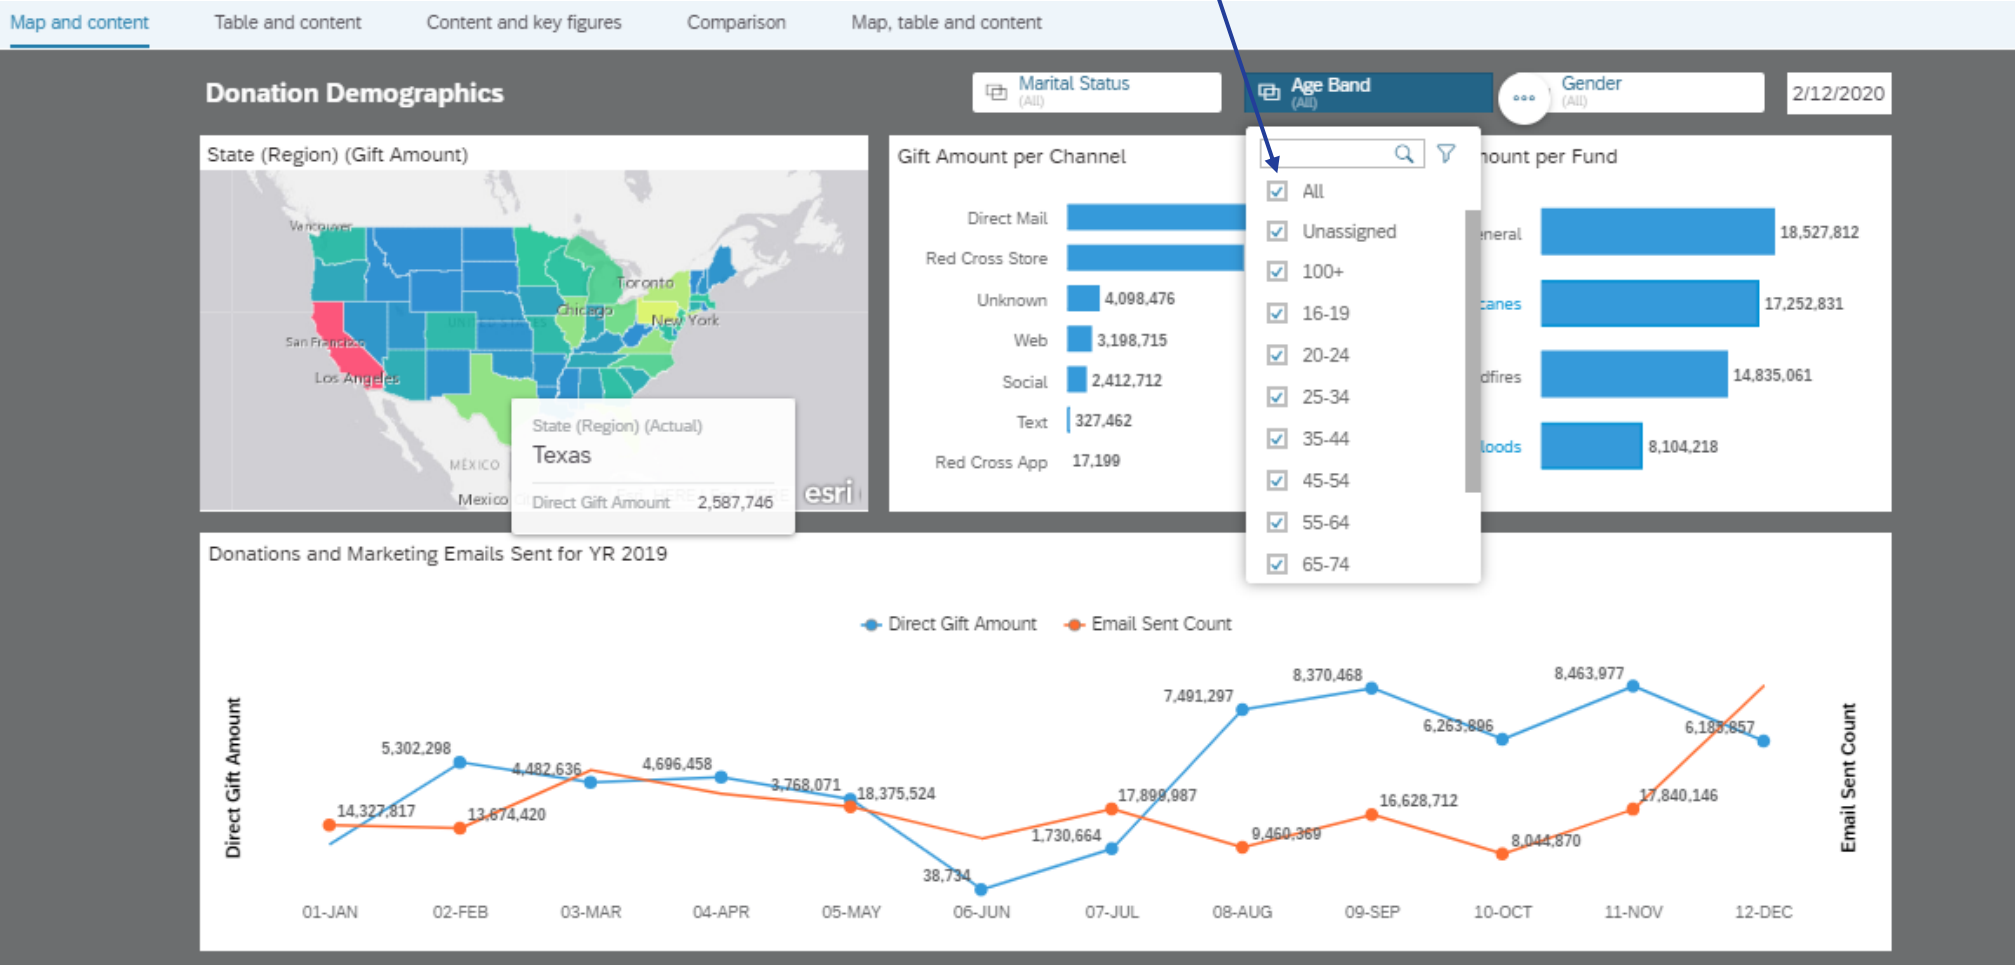 Map and content
Table and content
Content and key figures
Comparison
Map, table and content
Donation Demographics
Marital Status
(All)
Age Band
(All)
Gender
(All)
2/12/2020
State (Region) (Gift Amount)
Vancouver
Toronto
Chicago
New York
UNITED STATES
San Francisco
Los Angeles
MÉXICO
Mexico
esri
State (Region) (Actual)
Texas
Direct Gift Amount 2,587,746
Gift Amount per Channel
Direct Mail
Red Cross Store
Unknown 4,098,476
Web 3,198,715
Social 2,412,712
Text 327,462
Red Cross App 17,199
All
Unassigned
100+
16-19
20-24
25-34
35-44
45-54
55-64
65-74
ount per Fund
neral 18,527,812
canes 17,252,831
dfires 14,835,061
loods 8,104,218
Donations and Marketing Emails Sent for YR 2019
Direct Gift Amount Email Sent Count
Direct Gift Amount
14,327,817
5,302,298
13,674,420
4,482,636
4,696,458
3,768,071
18,375,524
38,734
1,730,664
17,899,987
7,491,297
9,460,369
8,370,468
16,628,712
6,263,896
8,044,870
8,463,977
17,840,146
6,185,857
Email Sent Count
01-JAN 02-FEB 03-MAR 04-APR 05-MAY 06-JUN 07-JUL 08-AUG 09-SEP 10-OCT 11-NOV 12-DEC